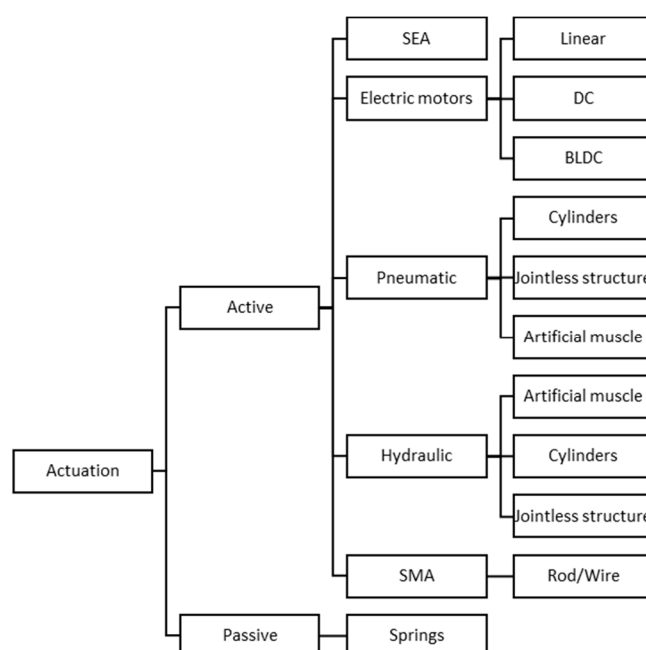 SEA
Linear
Electric motors
DC
BLDC
Cylinders
Pneumatic
Jointless structure
Active
Artificial muscle
Artificial muscle
Hydraulic
Cylinders
Actuation
Jointless structure
SMA
Rod/Wire
Passive
Springs